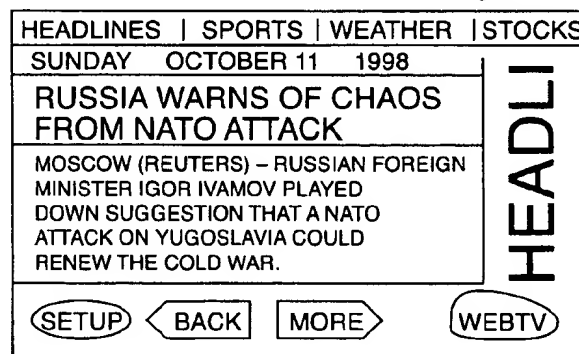 HEADLINES | SPORTS | WEATHER | STOCKS
SUNDAY OCTOBER 11 1998
RUSSIA WARNS OF CHAOS
FROM NATO ATTACK
HEADLI
MOSCOW (REUTERS) – RUSSIAN FOREIGN
MINISTER IGOR IVAMOV PLAYED
DOWN SUGGESTION THAT A NATO
ATTACK ON YUGOSLAVIA COULD
RENEW THE COLD WAR.
SETUP BACK MORE WEBTV